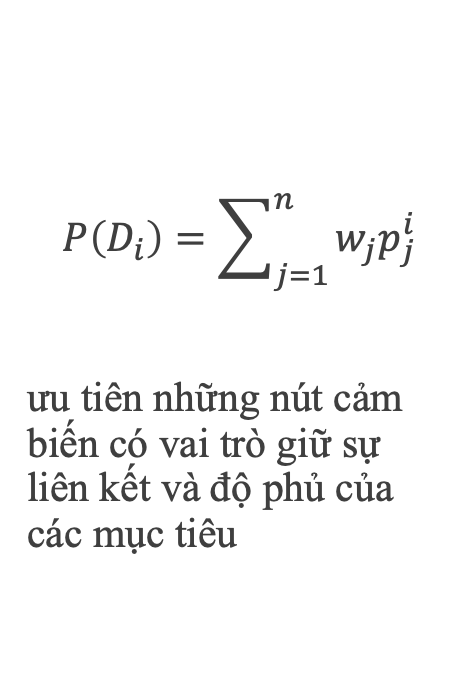 P(D_i) = ∑_{j=1}^{n} w_j p_j^i
ưu tiên những nút cảm
biến có vai trò giữ sự
liên kết và độ phủ của
các mục tiêu